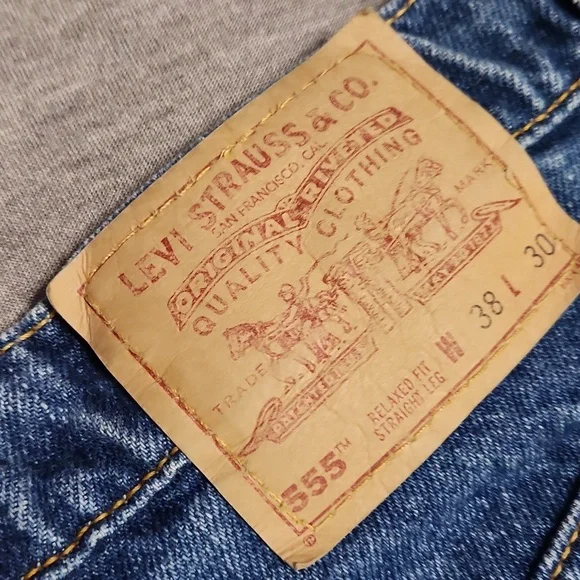 LEVI STRAUSS & CO.
SAN FRANCISCO, CAL.
ORIGINAL RIVETED
QUALITY CLOTHING
TRADE MARK
555™ RELAXED FIT
STRAIGHT LEG
W 38 L 30